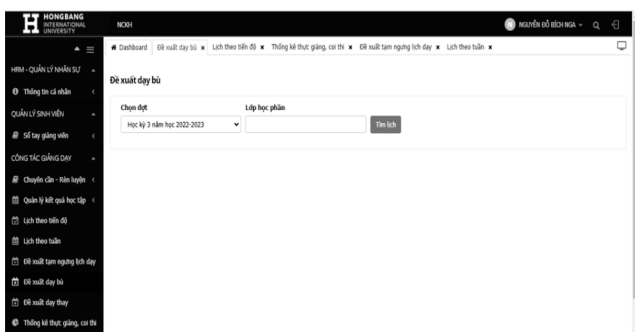 HONGBANG
INTERNATIONAL
UNIVERSITY
NCKH
NGUYỄN ĐỖ BÍCH NGA
Dashboard
Đề xuất dạy bù
Lịch theo tiến độ
Thống kê thực giảng, coi thi
Đề xuất tạm ngưng lịch dạy
Lịch theo tuần
HRM - QUẢN LÝ NHÂN SỰ
Thông tin cá nhân
QUẢN LÝ SINH VIÊN
Sổ tay giảng viên
CÔNG TÁC GIẢNG DẠY
Chuyên cần - Rèn luyện
Quản lý kết quả học tập
Lịch theo tiến độ
Lịch theo tuần
Đề xuất tạm ngưng lịch dạy
Đề xuất dạy bù
Đề xuất dạy thay
Thống kê thực giảng, coi thi
Đề xuất dạy bù
Chọn đợt
Lớp học phần
Học kỳ 3 năm học 2022-2023
Tìm lịch